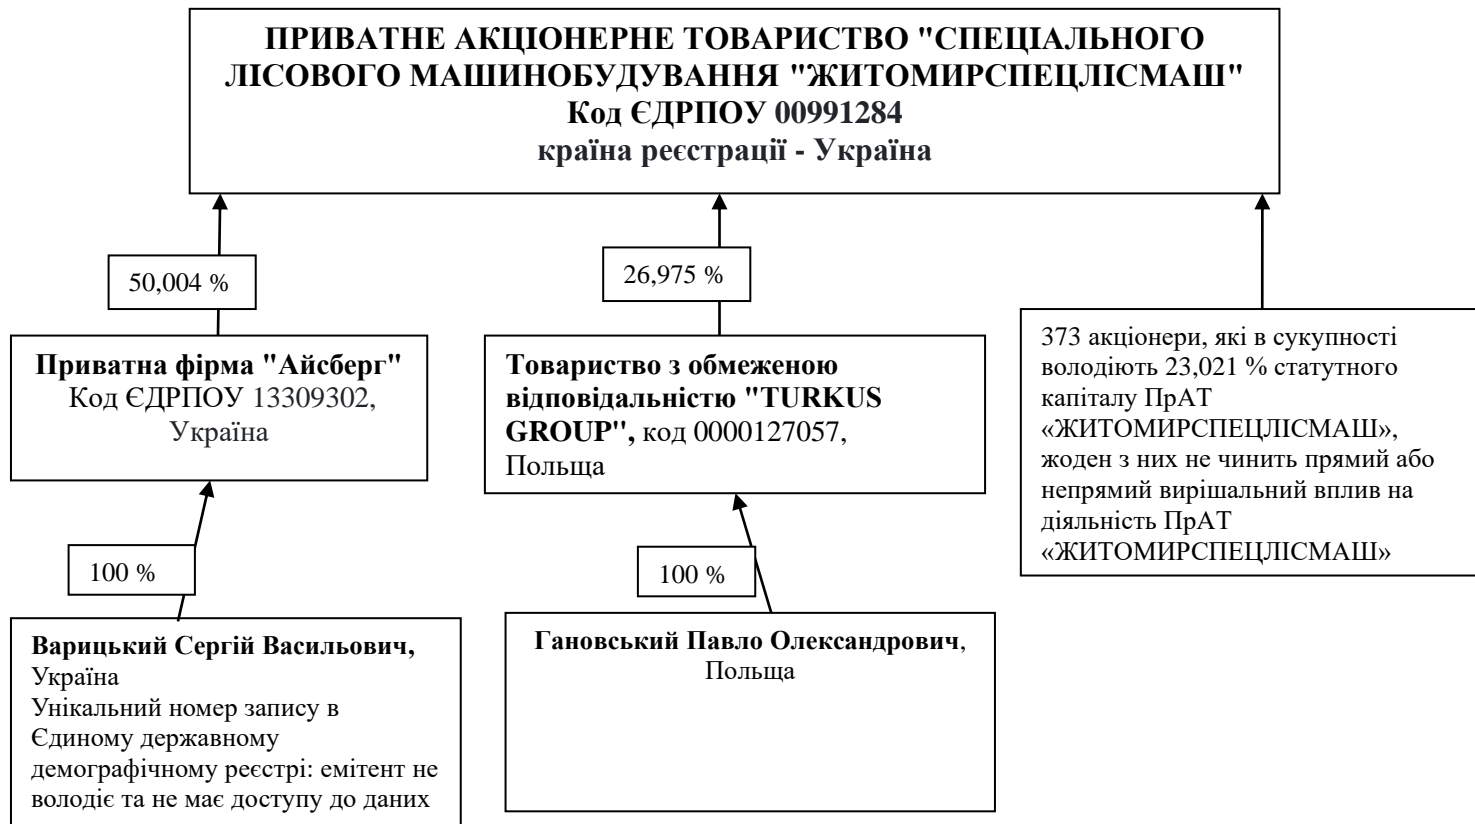 ПРИВАТНЕ АКЦІОНЕРНЕ ТОВАРИСТВО "СПЕЦІАЛЬНОГО
ЛІСОВОГО МАШИНОБУДУВАННЯ "ЖИТОМИРСПЕЦЛІСМАШ"
Код ЄДРПОУ 00991284
країна реєстрації - Україна
50,004 %
26,975 %
Приватна фірма "Айсберг"
Код ЄДРПОУ 13309302,
Україна
Товариство з обмеженою
відповідальністю "TURKUS
GROUP", код 0000127057,
Польща
373 акціонери, які в сукупності
володіють 23,021 % статутного
капіталу ПрАТ
«ЖИТОМИРСПЕЦЛІСМАШ»,
жоден з них не чинить прямий або
непрямий вирішальний вплив на
діяльність ПрАТ
«ЖИТОМИРСПЕЦЛІСМАШ»
100 %
100 %
Варицький Сергій Васильович,
Україна
Унікальний номер запису в
Єдиному державному
демографічному реєстрі: емітент не
володіє та не має доступу до даних
Гановський Павло Олександрович,
Польща